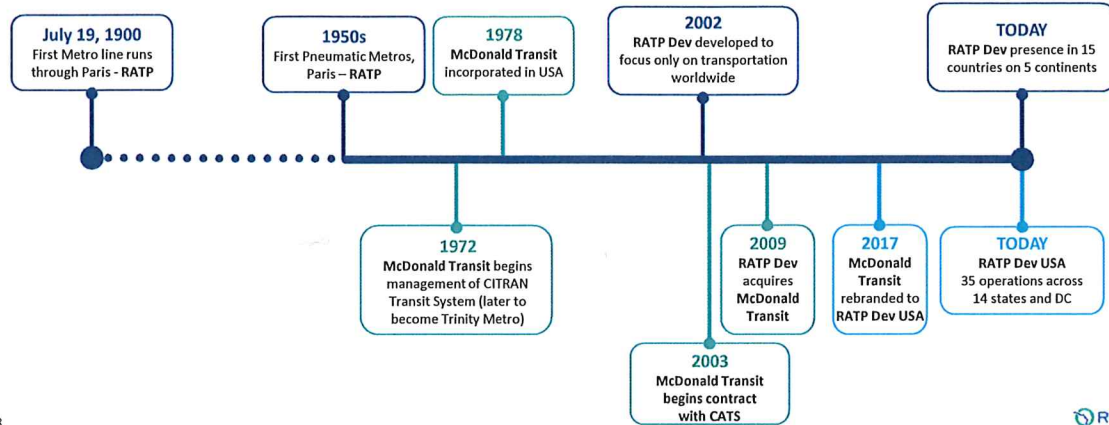 July 19, 1900
First Metro line runs
through Paris - RATP
1950s
First Pneumatic Metros,
Paris – RATP
1978
McDonald Transit
incorporated in USA
2002
RATP Dev developed to
focus only on transportation
worldwide
TODAY
RATP Dev presence in 15
countries on 5 continents
1972
McDonald Transit begins
management of CITRAN
Transit System (later to
become Trinity Metro)
2003
McDonald Transit
begins contract
with CATS
2009
RATP Dev
acquires
McDonald
Transit
2017
McDonald
Transit
rebranded to
RATP Dev USA
TODAY
RATP Dev USA
35 operations across
14 states and DC
R